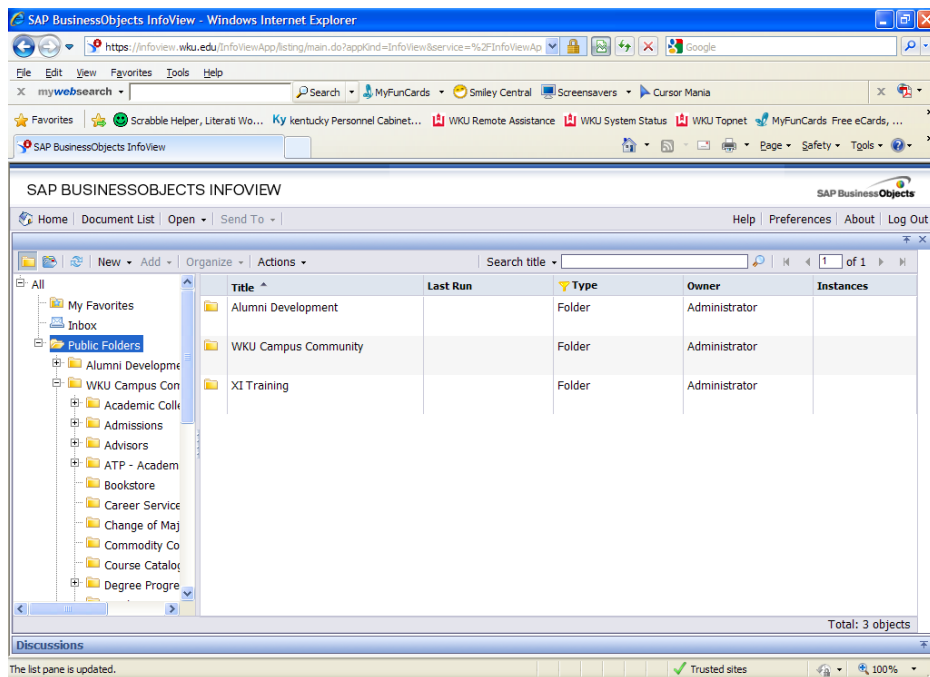 SAP BusinessObjects InfoView - Windows Internet Explorer
https://infoview.wku.edu/InfoViewApp/listing/main.do?appKind=InfoView&service=%2FInfoViewAp
Google
File Edit View Favorites Tools Help
X mywebsearch Search MyFunCards Smiley Central Screensavers Cursor Mania x
Favorites Scrabble Helper, Literati Wo... Ky kentucky Personnel Cabinet... WKU Remote Assistance WKU System Status WKU Topnet MyFunCards Free eCards, ...
SAP BusinessObjects InfoView Page Safety Tools
SAP BUSINESSOBJECTS INFOVIEW SAP BusinessObjects
Home Document List Open Send To Help Preferences About Log Out
New Add Organize Actions Search title 1 of 1
All Title Last Run Type Owner Instances
My Favorites Alumni Development Folder Administrator
Inbox
Public Folders WKU Campus Community Folder Administrator
Alumni Developme
WKU Campus Com XI Training Folder Administrator
Academic Colle
Admissions
Advisors
ATP - Academ
Bookstore
Career Service
Change of Maj
Commodity Co
Course Catalog
Degree Progre
Total: 3 objects
Discussions
The list pane is updated. Trusted sites 100%